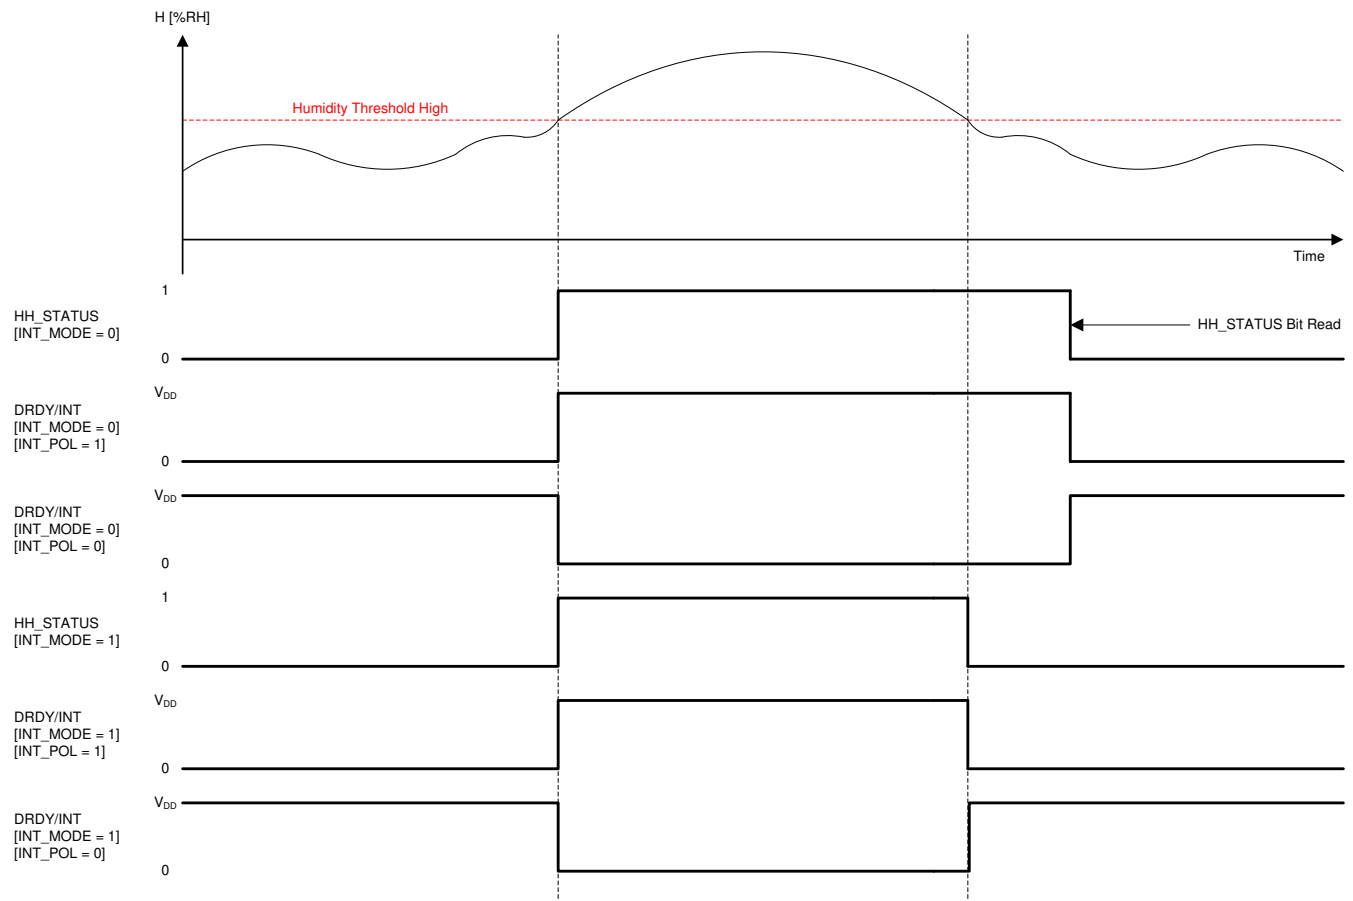 H [%RH]
Humidity Threshold High
Time
1
HH_STATUS
[INT_MODE = 0]
HH_STATUS Bit Read
0
VDD
DRDY/INT
[INT_MODE = 0]
[INT_POL = 1]
0
VDD
DRDY/INT
[INT_MODE = 0]
[INT_POL = 0]
0
1
HH_STATUS
[INT_MODE = 1]
0
VDD
DRDY/INT
[INT_MODE = 1]
[INT_POL = 1]
0
VDD
DRDY/INT
[INT_MODE = 1]
[INT_POL = 0]
0